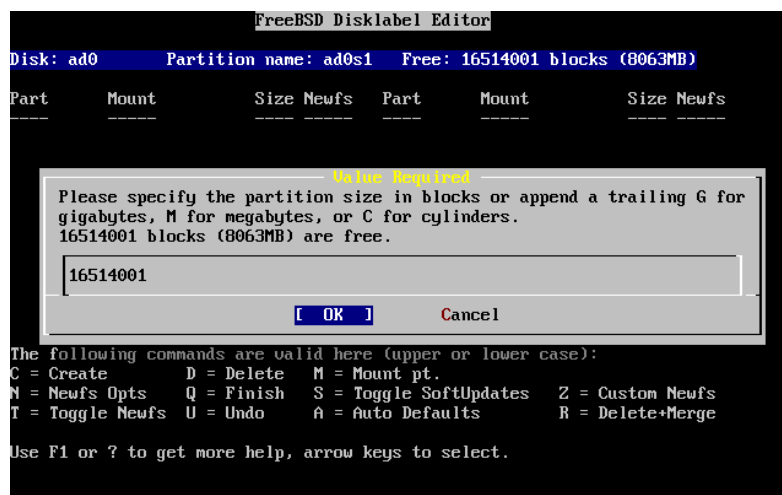 FreeBSD Disklabel Editor
Disk: ad0 Partition name: ad0s1 Free: 16514001 blocks (8063MB)
Part Mount Size Newfs Part Mount Size Newfs
---- ----- ---- ----- ---- ----- ---- -----
Value Required
Please specify the partition size in blocks or append a trailing G for
gigabytes, M for megabytes, or C for cylinders.
16514001 blocks (8063MB) are free.
16514001
[ OK ] Cancel
The following commands are valid here (upper or lower case):
C = Create D = Delete M = Mount pt.
N = Newfs Opts Q = Finish S = Toggle SoftUpdates Z = Custom Newfs
T = Toggle Newfs U = Undo A = Auto Defaults R = Delete+Merge
Use F1 or ? to get more help, arrow keys to select.